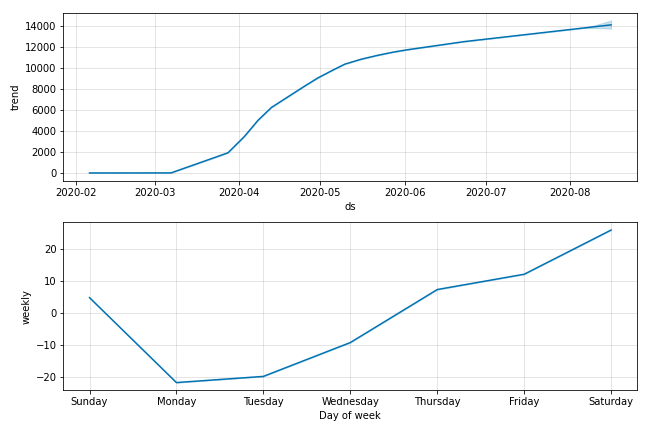 14000
12000
10000
8000
6000
4000
2000
0
trend
2020-02 2020-03 2020-04 2020-05 2020-06 2020-07 2020-08
ds
20
10
0
−10
−20
weekly
Sunday Monday Tuesday Wednesday Thursday Friday Saturday
Day of week